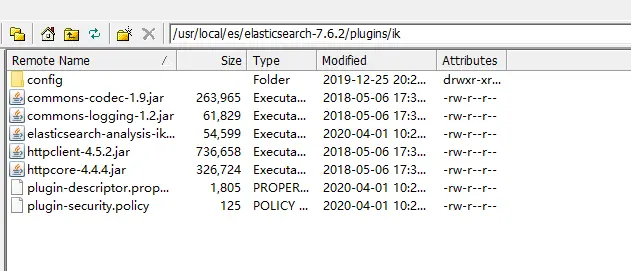 /usr/local/es/elasticsearch-7.6.2/plugins/ik
Remote Name / Size Type Modified Attributes
config Folder 2019-12-25 20:2... drwxr-xr...
commons-codec-1.9.jar 263,965 Executa... 2018-05-06 17:3... -rw-r--r--
commons-logging-1.2.jar 61,829 Executa... 2018-05-06 17:3... -rw-r--r--
elasticsearch-analysis-ik... 54,599 Executa... 2020-04-01 10:2... -rw-r--r--
httpclient-4.5.2.jar 736,658 Executa... 2018-05-06 17:3... -rw-r--r--
httpcore-4.4.4.jar 326,724 Executa... 2018-05-06 17:3... -rw-r--r--
plugin-descriptor.prop... 1,805 PROPER... 2020-04-01 10:2... -rw-r--r--
plugin-security.policy 125 POLICY ... 2020-04-01 10:2... -rw-r--r--